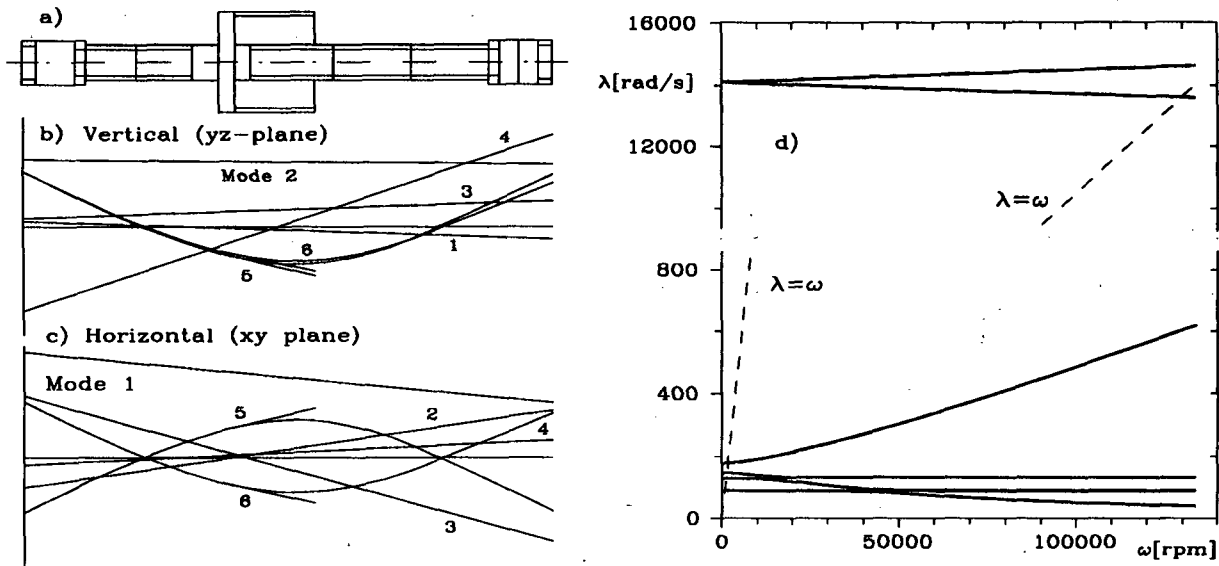 a)
b) Vertical (yz-plane)
4
Mode 2
3
1
6
5
c) Horizontal (xy plane)
Mode 1
5
2
4
6
3
16000
λ[rad/s]
12000
d)
λ=ω
800
λ=ω
400
0
0
50000
100000
ω[rpm]